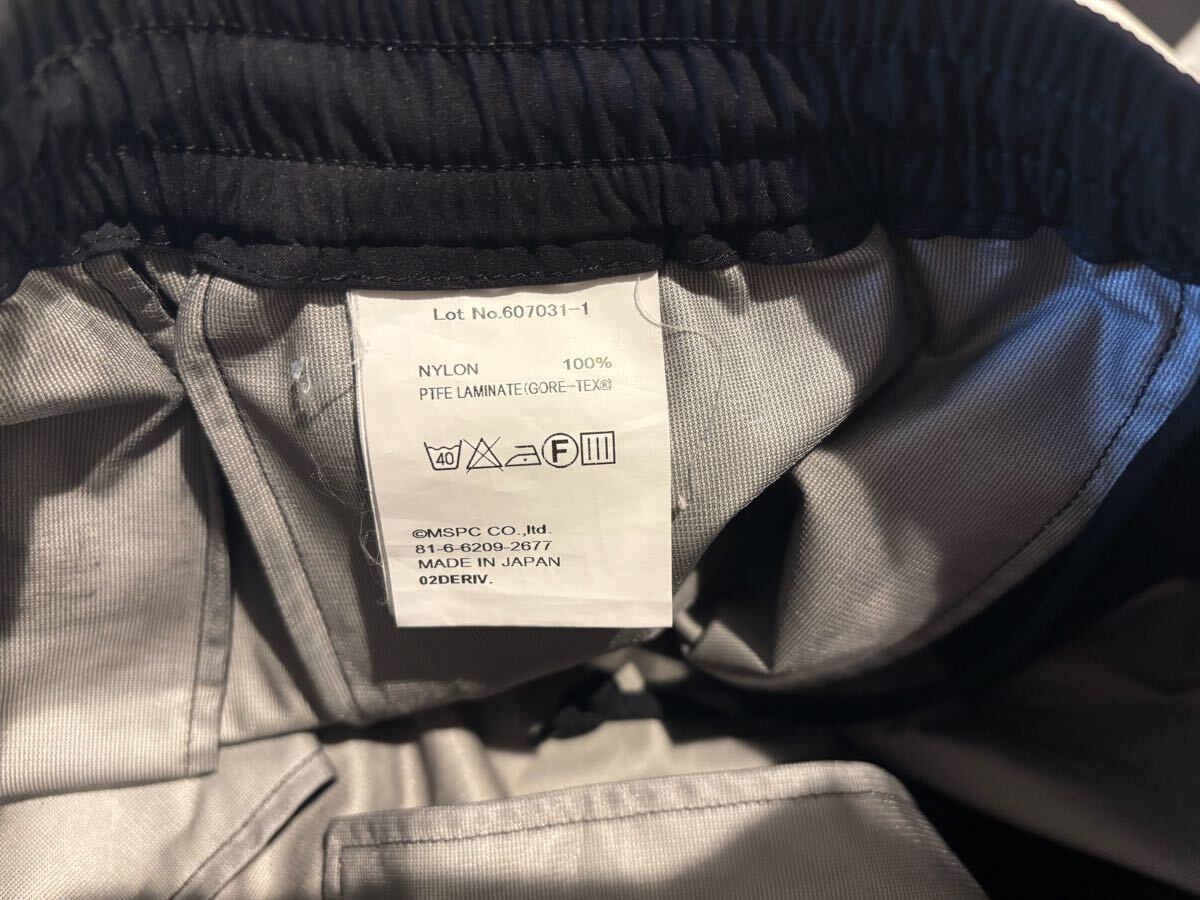 Lot No.607031-1
NYLON 100%
PTFE LAMINATE(GORE-TEX®)
40 F
©MSPC CO.,ltd.
81-6-6209-2677
MADE IN JAPAN
02DERIV.